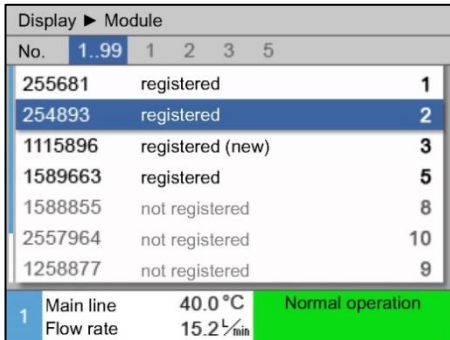 Display ► Module
No. 1..99 1 2 3 5
255681 registered 1
254893 registered 2
1115896 registered (new) 3
1589663 registered 5
1588855 not registered 8
2557964 not registered 10
1258877 not registered 9
1 Main line 40.0 °C Normal operation
Flow rate 15.2 L/min